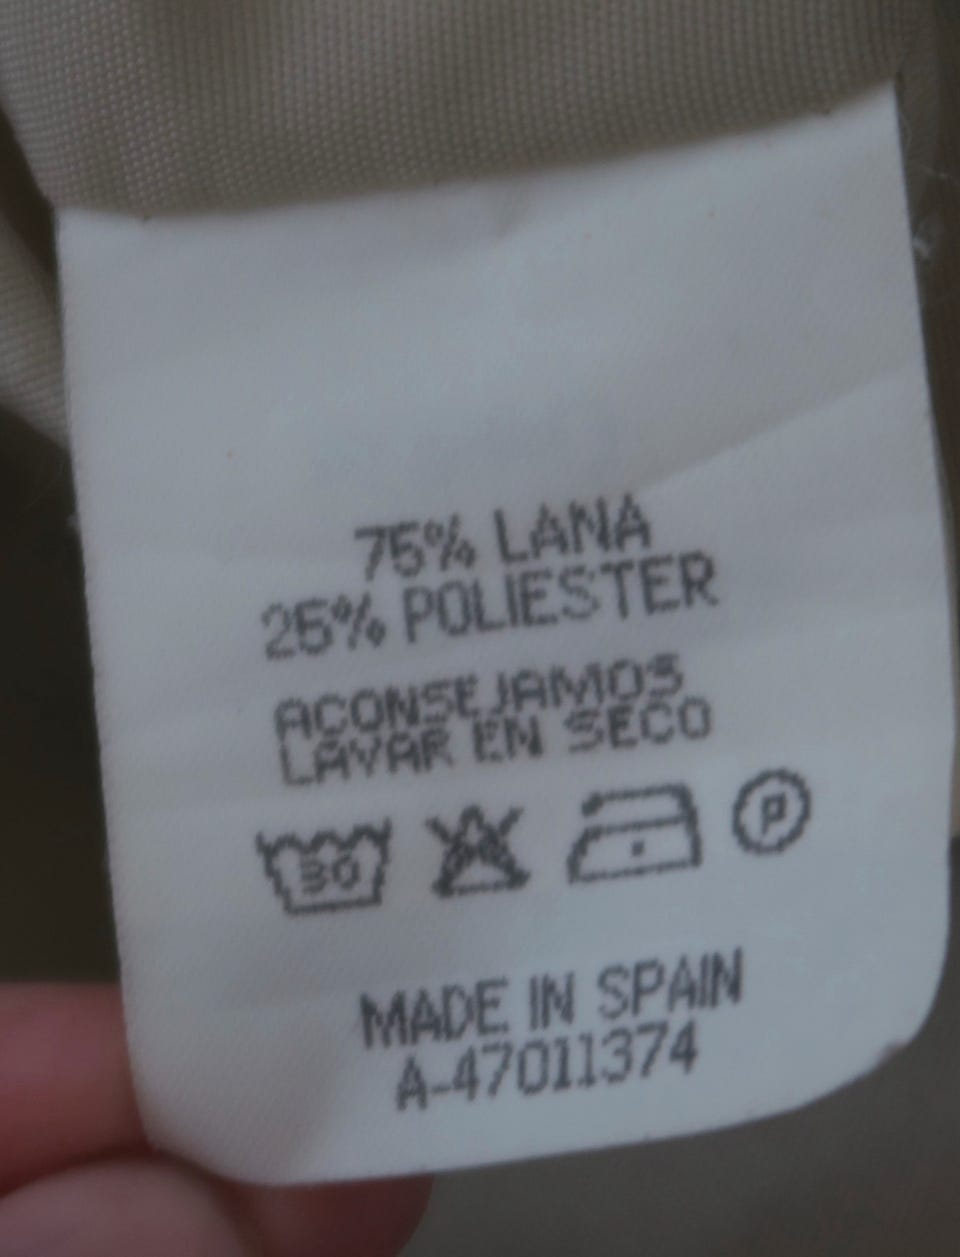 75% LANA
25% POLIESTER
ACONSEJAMOS
LAVAR EN SECO
30 P
MADE IN SPAIN
A-47011374